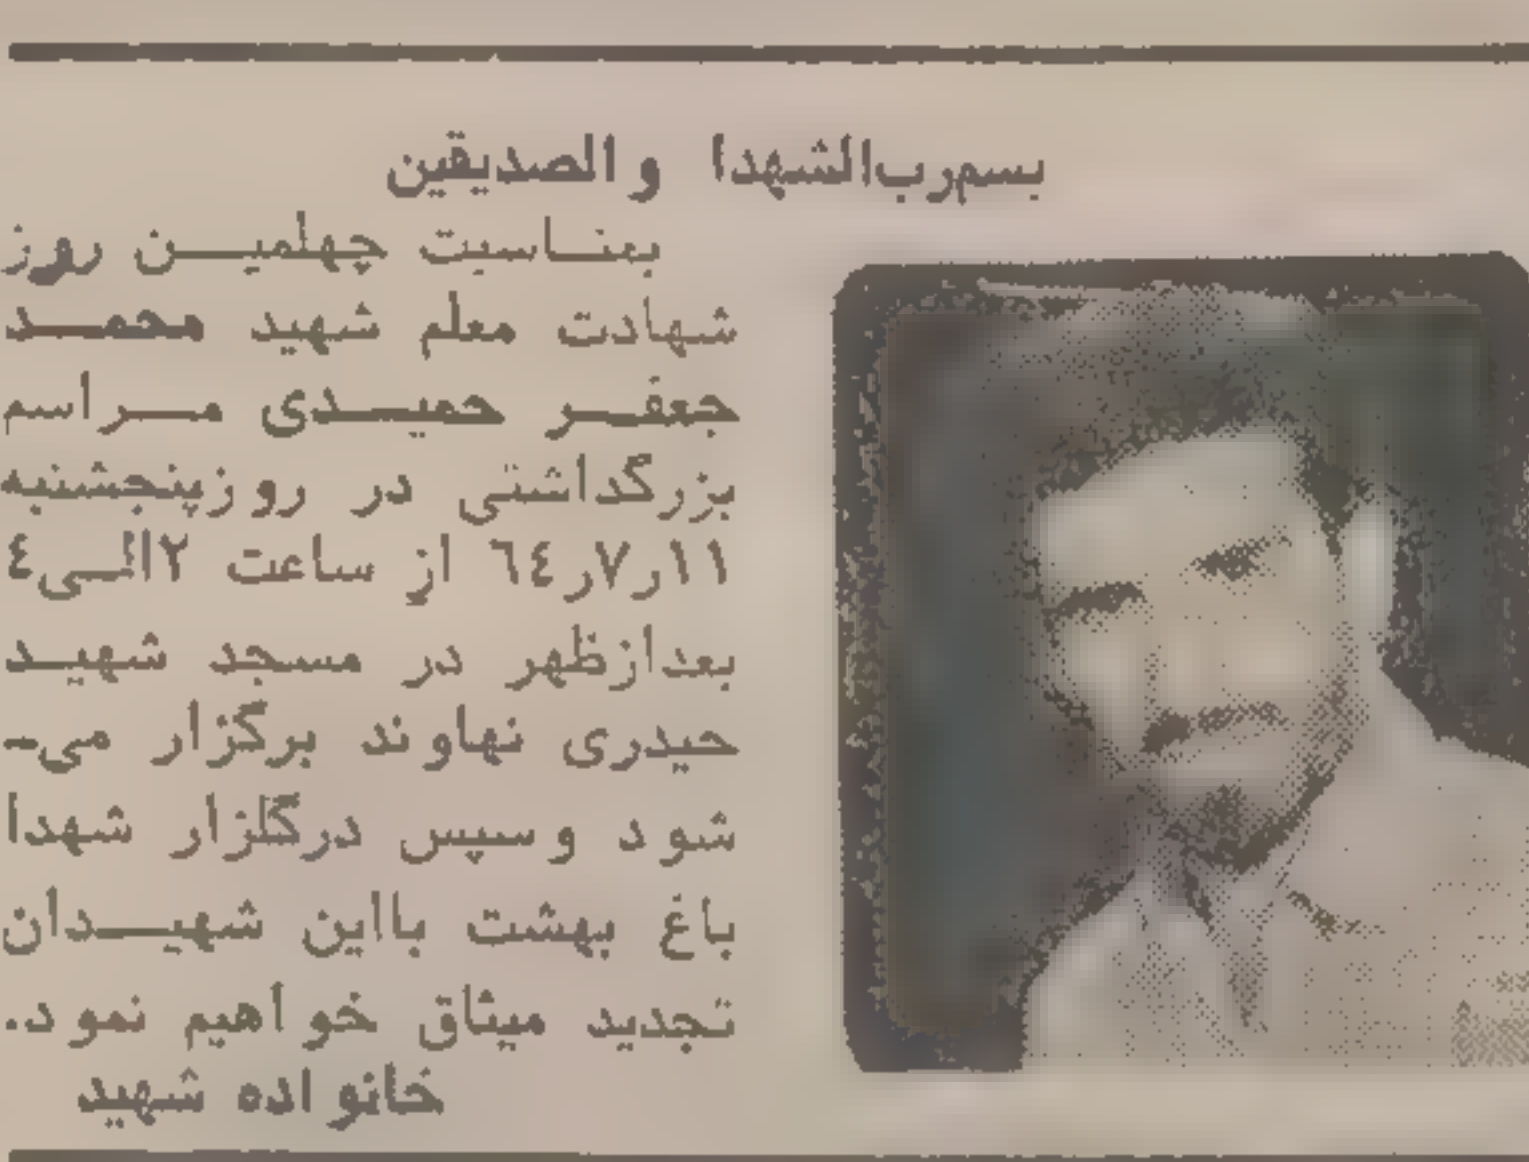 بسم‌رب‌الشهدا والصدیقین
بمناسبت چهلمین روز
شهادت معلم شهید محمد
جعفر حمیدی مراسم
بزرگداشتی در روزپنجشنبه
۱۱ر۷ر۶۴ از ساعت ۲الی۴
بعدازظهر در مسجد شهید
حیدری نهاوند برگزار می-
شود وسپس درگلزار شهدا
باغ بهشت بااین شهیدان
تجدید میثاق خواهیم نمود.
خانواده شهید